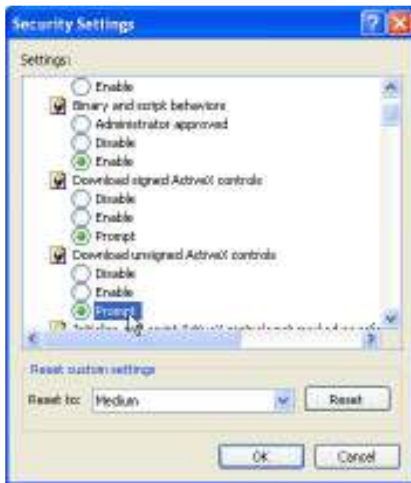 Security Settings
Settings:
Enable
Binary and script behaviors
Administrator approved
Disable
Enable
Download signed ActiveX controls
Disable
Enable
Prompt
Download unsigned ActiveX controls
Disable
Enable
Prompt
Reset custom settings
Reset to: Medium Reset
OK Cancel